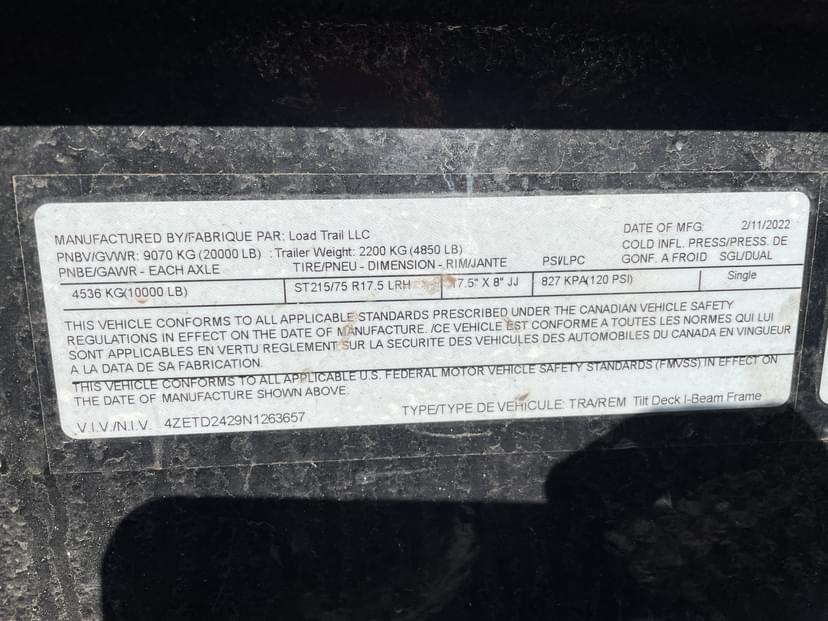 MANUFACTURED BY/FABRIQUE PAR: Load Trail LLC DATE OF MFG: 2/11/2022
PNBV/GVWR: 9070 KG (20000 LB) : Trailer Weight: 2200 KG (4850 LB) COLD INFL. PRESS/PRESS. DE
PNBE/GAWR - EACH AXLE TIRE/PNEU - DIMENSION - RIM/JANTE PSI/LPC GONF. A FROID SGL/DUAL
4536 KG(10000 LB) ST215/75 R17.5 LRH 17.5" X 8" JJ 827 KPA(120 PSI) Single
THIS VEHICLE CONFORMS TO ALL APPLICABLE STANDARDS PRESCRIBED UNDER THE CANADIAN VEHICLE SAFETY
REGULATIONS IN EFFECT ON THE DATE OF MANUFACTURE. /CE VEHICLE EST CONFORME A TOUTES LES NORMES QUI LUI
SONT APPLICABLES EN VERTU REGLEMENT SUR LA SECURITE DES VEHICULES DES AUTOMOBILES DU CANADA EN VINGUEUR
A LA DATA DE SA FABRICATION.
THIS VEHICLE CONFORMS TO ALL APPLICABLE U.S. FEDERAL MOTOR VEHICLE SAFETY STANDARDS (FMVSS) IN EFFECT ON
THE DATE OF MANUFACTURE SHOWN ABOVE.
V.I.V./N.I.V. 4ZETD2429N1263657 TYPE/TYPE DE VEHICULE: TRA/REM Tilt Deck I-Beam Frame